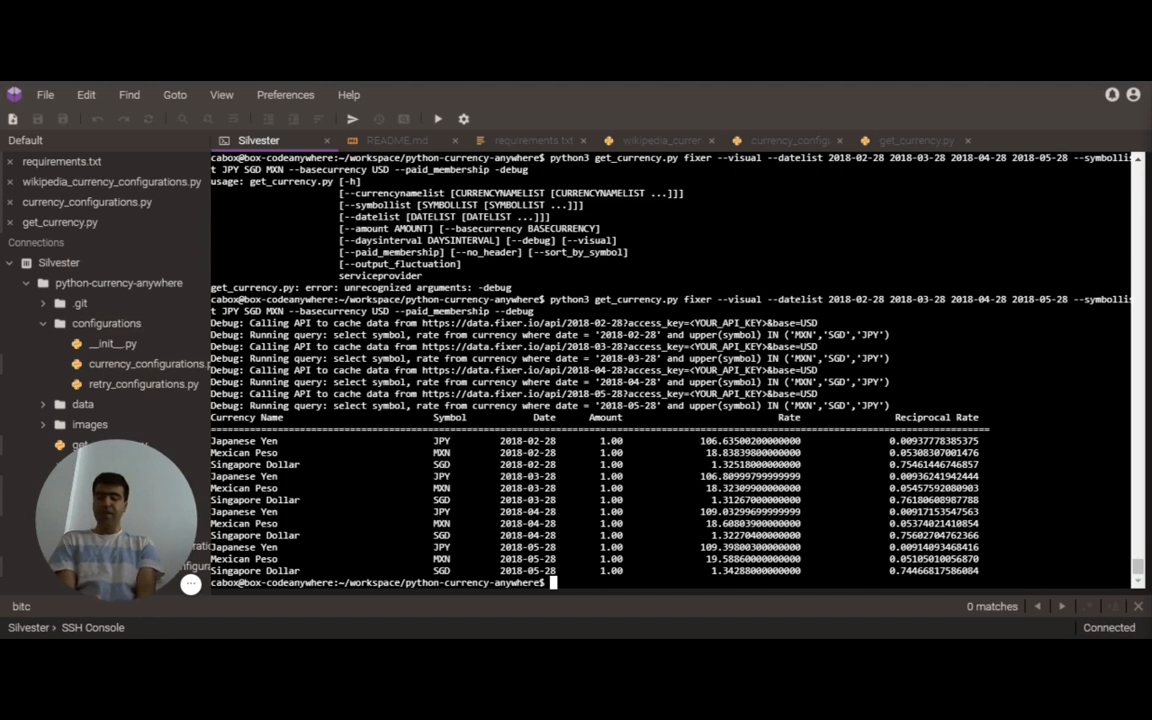 File Edit Find Goto View Preferences Help
Default
Silvester × README.md × requirements.txt × wikipedia_currer × currency_config × get_currency.py ×
× requirements.txt
× wikipedia_currency_configurations.py
× currency_configurations.py
× get_currency.py
Connections
Silvester
python-currency-anywhere
.git
configurations
__init__.py
currency_configurations.p
retry_configurations.py
data
images
cabox@box-codeanywhere:~/workspace/python-currency-anywhere$ python3 get_currency.py fixer --visual --datelist 2018-02-28 2018-03-28 2018-04-28 2018-05-28 --symbollis
t JPY SGD MXN --basecurrency USD --paid_membership -debug
usage: get_currency.py [-h]
[--currencynamelist [CURRENCYNAMELIST [CURRENCYNAMELIST ...]]]
[--symbollist [SYMBOLLIST [SYMBOLLIST ...]]]
[--datelist [DATELIST [DATELIST ...]]]
[--amount AMOUNT] [--basecurrency BASECURRENCY]
[--daysinterval DAYSINTERVAL] [--debug] [--visual]
[--paid_membership] [--no_header] [--sort_by_symbol]
[--output_fluctuation]
serviceprovider
get_currency.py: error: unrecognized arguments: -debug
cabox@box-codeanywhere:~/workspace/python-currency-anywhere$ python3 get_currency.py fixer --visual --datelist 2018-02-28 2018-03-28 2018-04-28 2018-05-28 --symbollis
t JPY SGD MXN --basecurrency USD --paid_membership --debug
Debug: Calling API to cache data from https://data.fixer.io/api/2018-02-28?access_key=<YOUR_API_KEY>&base=USD
Debug: Running query: select symbol, rate from currency where date = '2018-02-28' and upper(symbol) IN ('MXN','SGD','JPY')
Debug: Calling API to cache data from https://data.fixer.io/api/2018-03-28?access_key=<YOUR_API_KEY>&base=USD
Debug: Running query: select symbol, rate from currency where date = '2018-03-28' and upper(symbol) IN ('MXN','SGD','JPY')
Debug: Calling API to cache data from https://data.fixer.io/api/2018-04-28?access_key=<YOUR_API_KEY>&base=USD
Debug: Running query: select symbol, rate from currency where date = '2018-04-28' and upper(symbol) IN ('MXN','SGD','JPY')
Debug: Calling API to cache data from https://data.fixer.io/api/2018-05-28?access_key=<YOUR_API_KEY>&base=USD
Debug: Running query: select symbol, rate from currency where date = '2018-05-28' and upper(symbol) IN ('MXN','SGD','JPY')
Currency Name Symbol Date Amount Rate Reciprocal Rate
Japanese Yen JPY 2018-02-28 1.00 106.63500200000000 0.00937778385375
Mexican Peso MXN 2018-02-28 1.00 18.83839800000000 0.05308307001476
Singapore Dollar SGD 2018-02-28 1.00 1.32518000000000 0.75461446746857
Japanese Yen JPY 2018-03-28 1.00 106.80999799999999 0.00936241942444
Mexican Peso MXN 2018-03-28 1.00 18.32309900000000 0.05457592080903
Singapore Dollar SGD 2018-03-28 1.00 1.31267000000000 0.76180608987788
Japanese Yen JPY 2018-04-28 1.00 109.03299699999999 0.00917153547563
Mexican Peso MXN 2018-04-28 1.00 18.60803900000000 0.05374021410854
Singapore Dollar SGD 2018-04-28 1.00 1.32270400000000 0.75602704762366
Japanese Yen JPY 2018-05-28 1.00 109.39800300000000 0.00914093468416
Mexican Peso MXN 2018-05-28 1.00 19.58860000000000 0.05105010056870
Singapore Dollar SGD 2018-05-28 1.00 1.34288000000000 0.74466817586084
cabox@box-codeanywhere:~/workspace/python-currency-anywhere$
bitc 0 matches
Silvester › SSH Console Connected